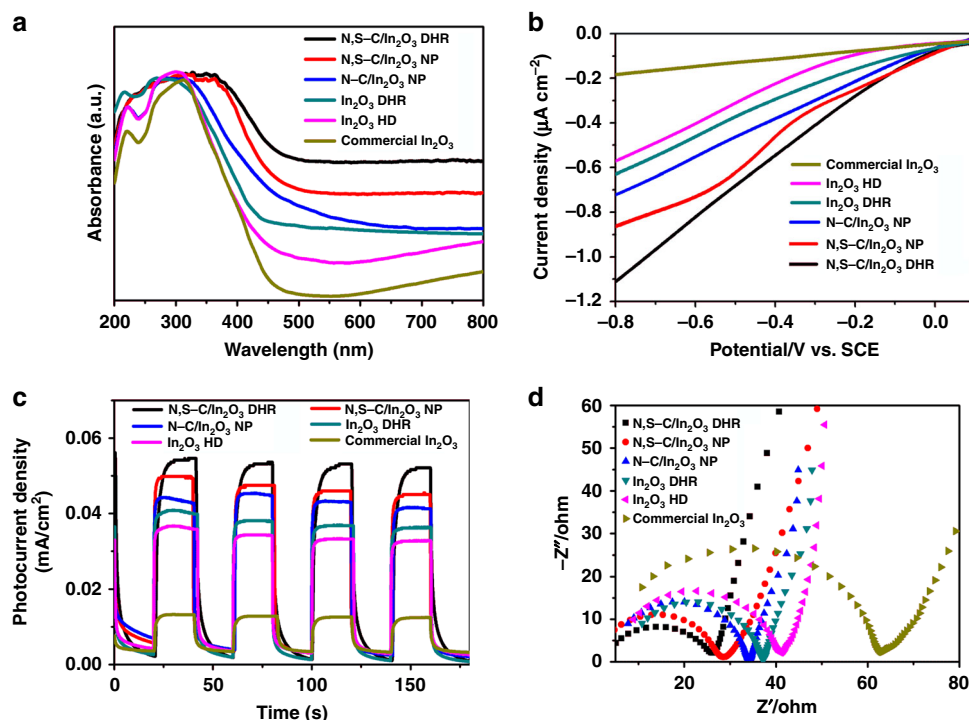 a
N,S–C/In₂O₃ DHR
N,S–C/In₂O₃ NP
N–C/In₂O₃ NP
In₂O₃ DHR
In₂O₃ HD
Commercial In₂O₃
Absorbance (a.u.)
200 300 400 500 600 700 800
Wavelength (nm)
b
0.0
–0.2
–0.4
–0.6
–0.8
–1.0
–1.2
Current density (μA cm⁻²)
Commercial In₂O₃
In₂O₃ HD
In₂O₃ DHR
N–C/In₂O₃ NP
N,S–C/In₂O₃ NP
N,S–C/In₂O₃ DHR
–0.8 –0.6 –0.4 –0.2 0.0
Potential/V vs. SCE
c
N,S–C/In₂O₃ DHR N,S–C/In₂O₃ NP
N–C/In₂O₃ NP In₂O₃ DHR
In₂O₃ HD Commercial In₂O₃
0.06
0.04
0.02
0.00
Photocurrent density
(mA/cm²)
0 50 100 150
Time (s)
d
60
50
40
30
20
10
0
–Z″/ohm
N,S–C/In₂O₃ DHR
N,S–C/In₂O₃ NP
N–C/In₂O₃ NP
In₂O₃ DHR
In₂O₃ HD
Commercial In₂O₃
20 40 60 80
Z′/ohm